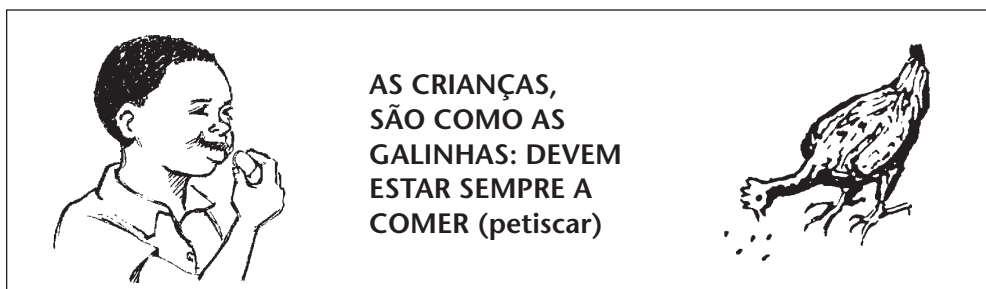 AS CRIANÇAS,
SÃO COMO AS
GALINHAS: DEVEM
ESTAR SEMPRE A
COMER (petiscar)